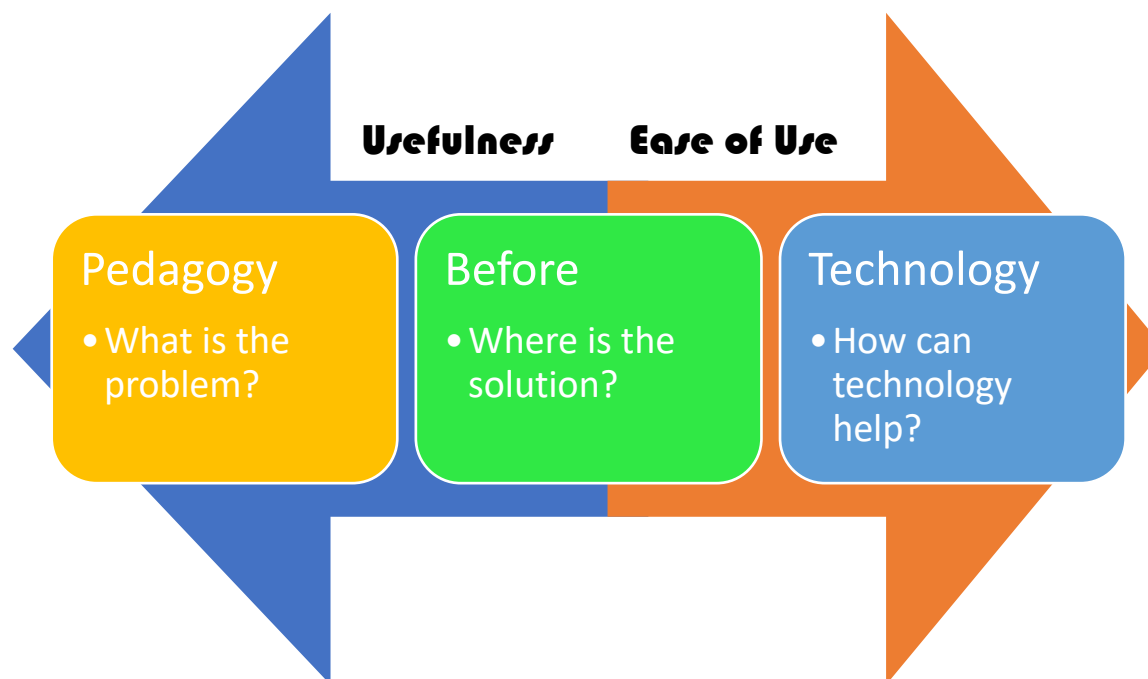 Usefulness
Ease of Use
Pedagogy
• What is the
problem?
Before
• Where is the
solution?
Technology
• How can
technology
help?